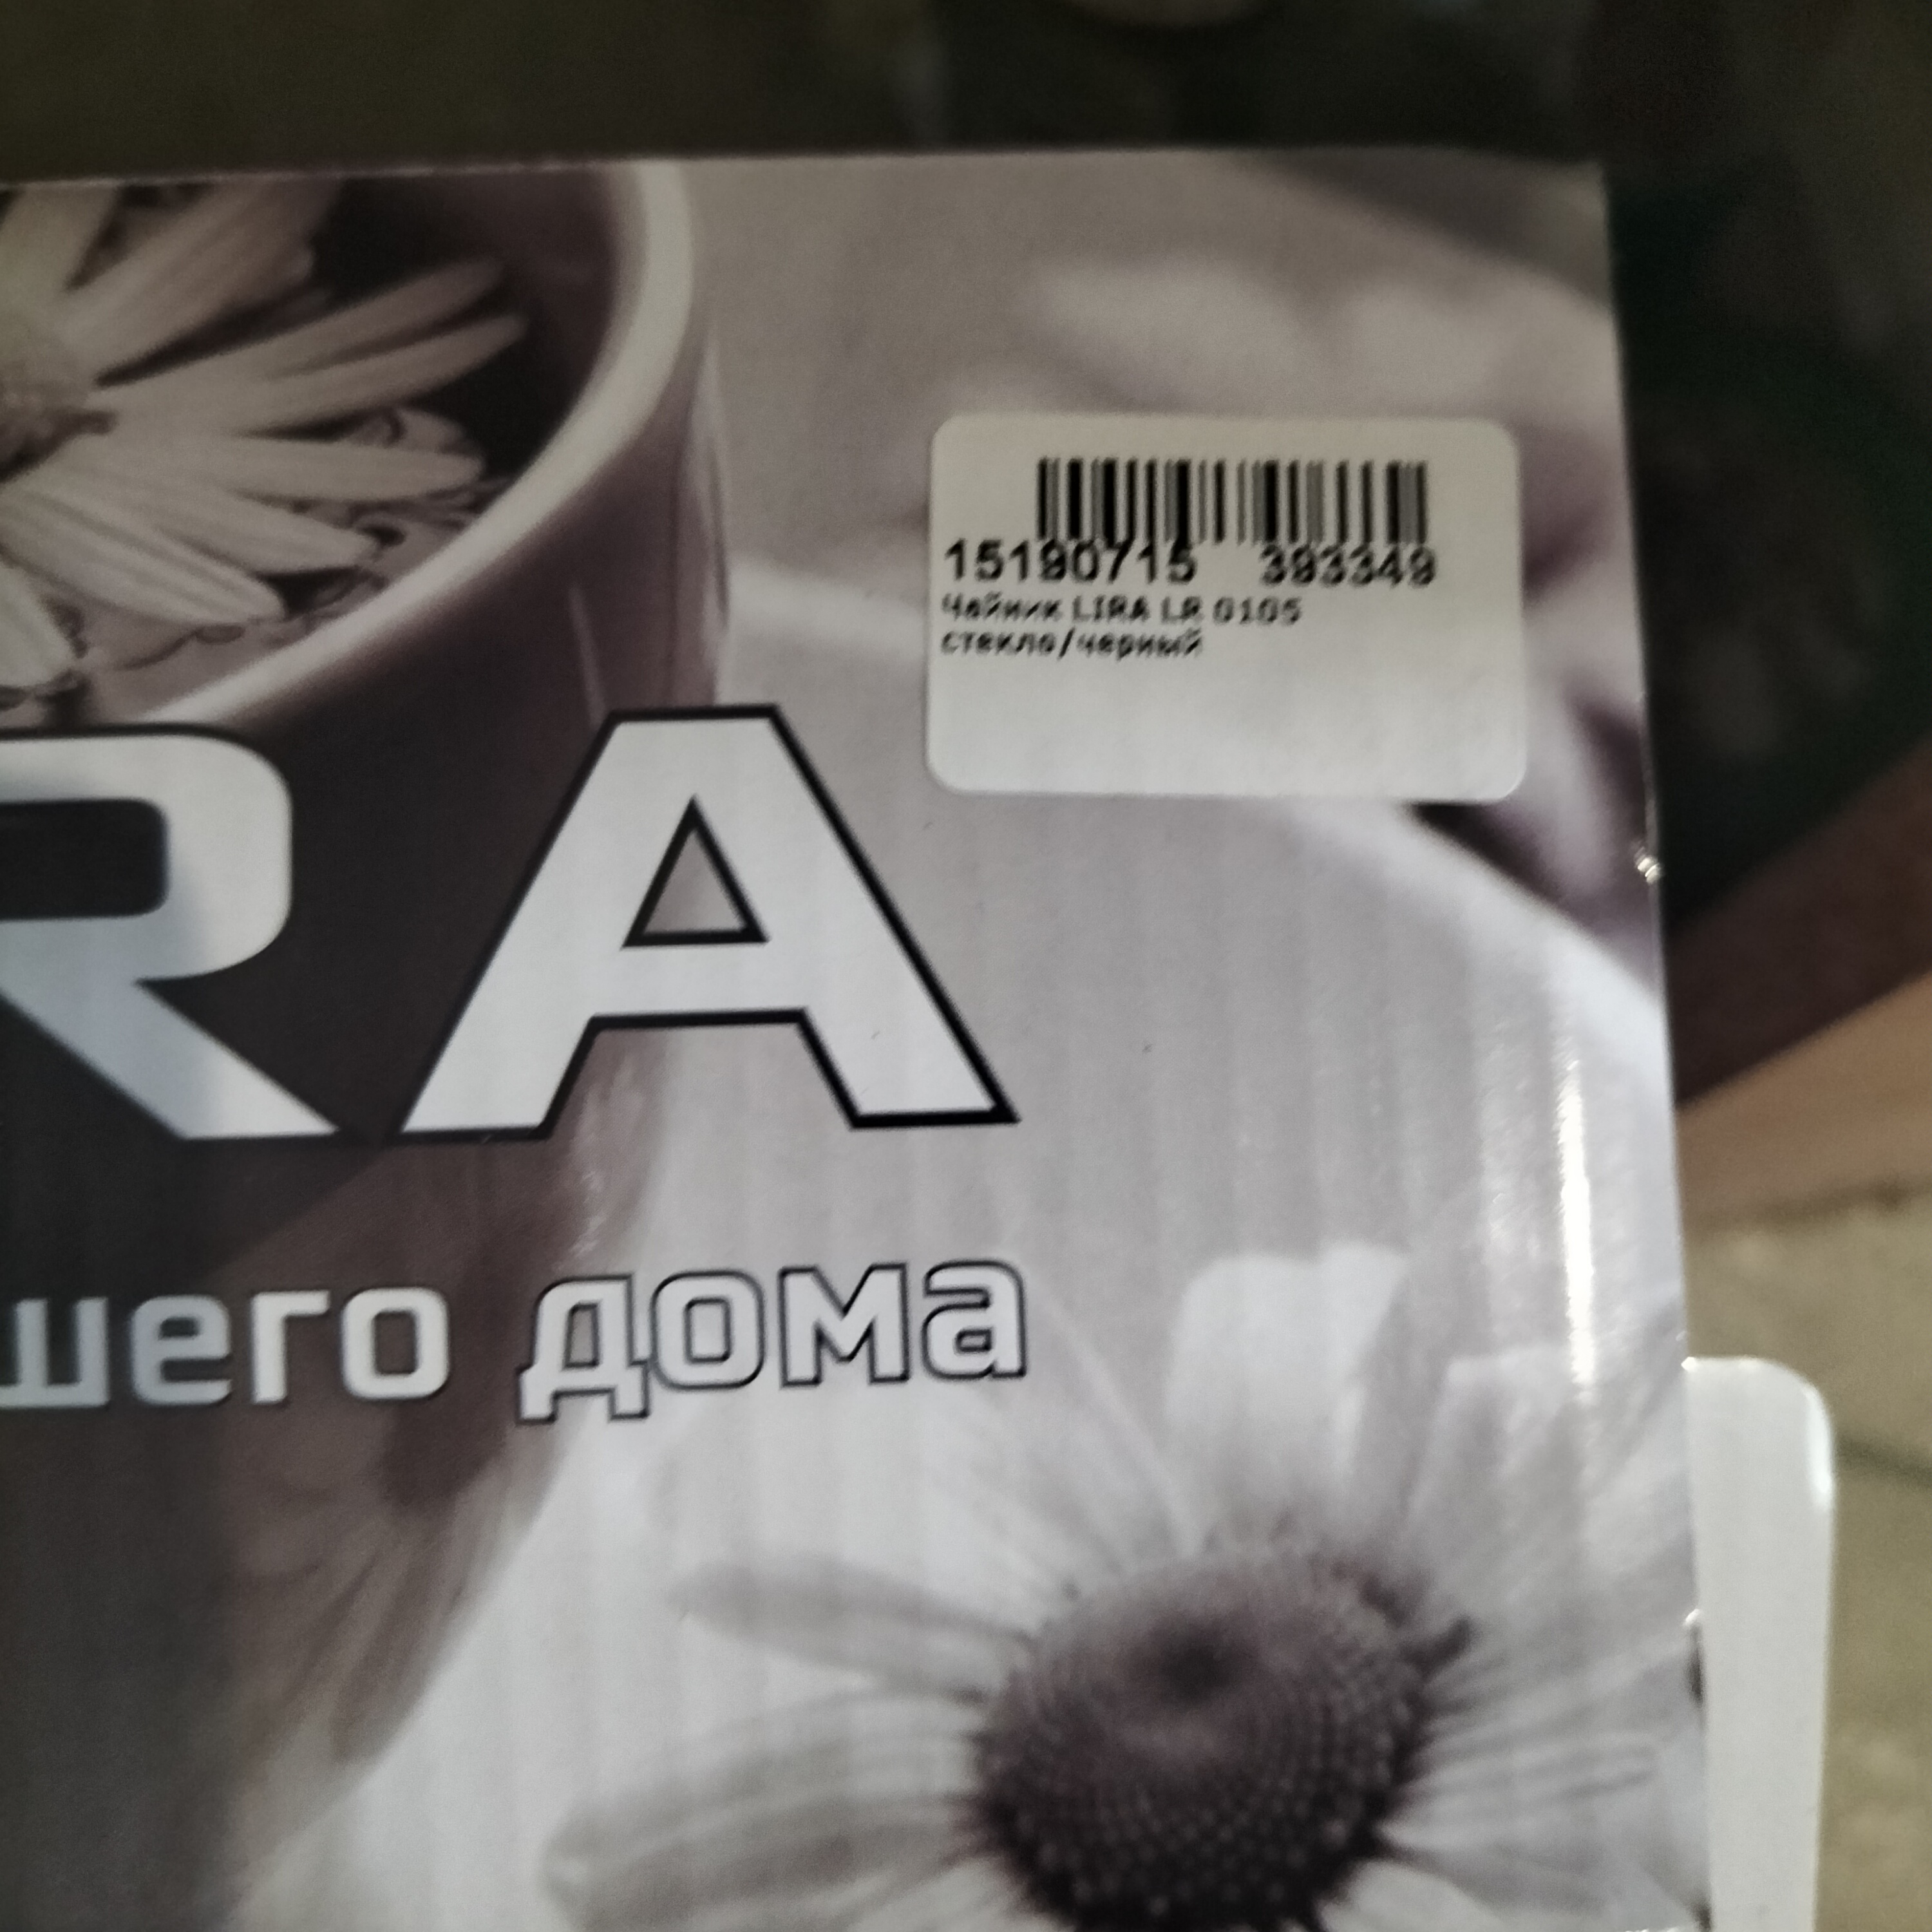 15190715 393349
Чайник LIRA LR 0105
стекло/черный
RA
шего дома